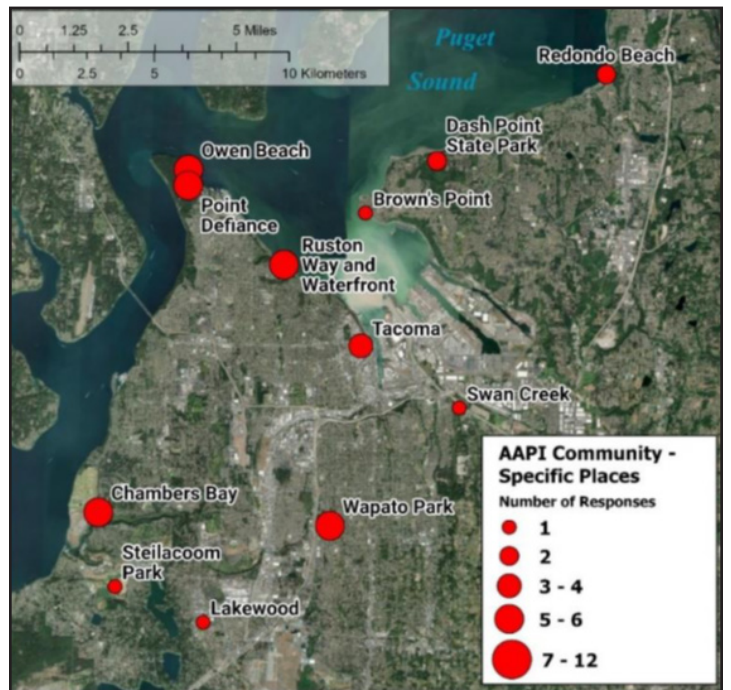 0 1.25 2.5 5 Miles
0 2.5 5 10 Kilometers
Puget
Sound
Redondo Beach
Dash Point
State Park
Owen Beach
Brown's Point
Point
Defiance
Ruston
Way and
Waterfront
Tacoma
Swan Creek
Chambers Bay
Wapato Park
Steilacoom
Park
Lakewood
AAPI Community -
Specific Places
Number of Responses
1
2
3 - 4
5 - 6
7 - 12